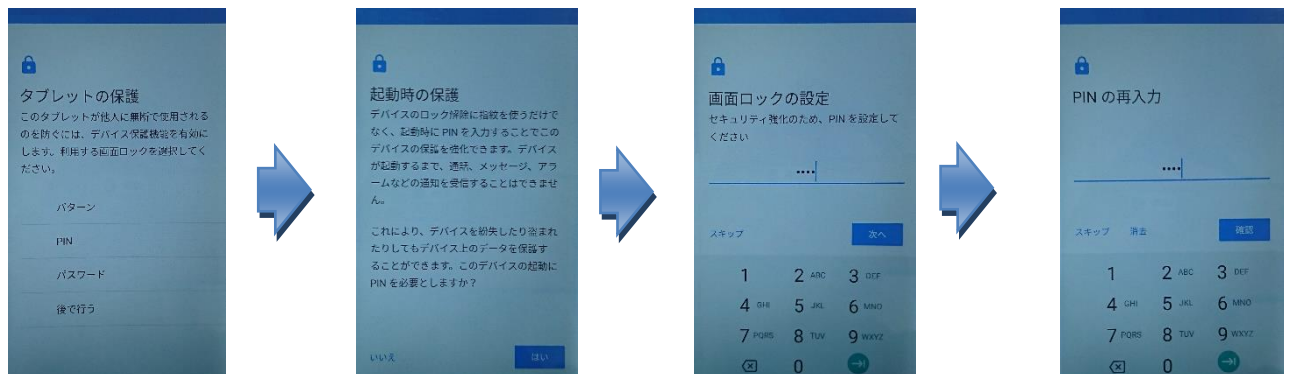 タブレットの保護
このタブレットが他人に無断で使用される
のを防ぐには、デバイス保護機能を有効に
します。利用する画面ロックを選択してく
ださい。
パターン
PIN
パスワード
後で行う
起動時の保護
デバイスのロック解除に指紋を使うだけで
なく、起動時に PIN を入力することでこの
デバイスの保護を強化できます。デバイス
が起動するまで、通話、メッセージ、アラ
ームなどの通知を受信することはできませ
ん。
これにより、デバイスを紛失したり盗まれ
たりしてもデバイス上のデータを保護す
ることができます。このデバイスの起動に
PIN を必要としますか？
いいえ
はい
画面ロックの設定
セキュリティ強化のため、PIN を設定して
ください
••••
スキップ
次へ
1 2 ABC 3 DEF
4 GHI 5 JKL 6 MNO
7 PQRS 8 TUV 9 WXYZ
0
PIN の再入力
••••
スキップ 消去 確認
1 2 ABC 3 DEF
4 GHI 5 JKL 6 MNO
7 PQRS 8 TUV 9 WXYZ
0